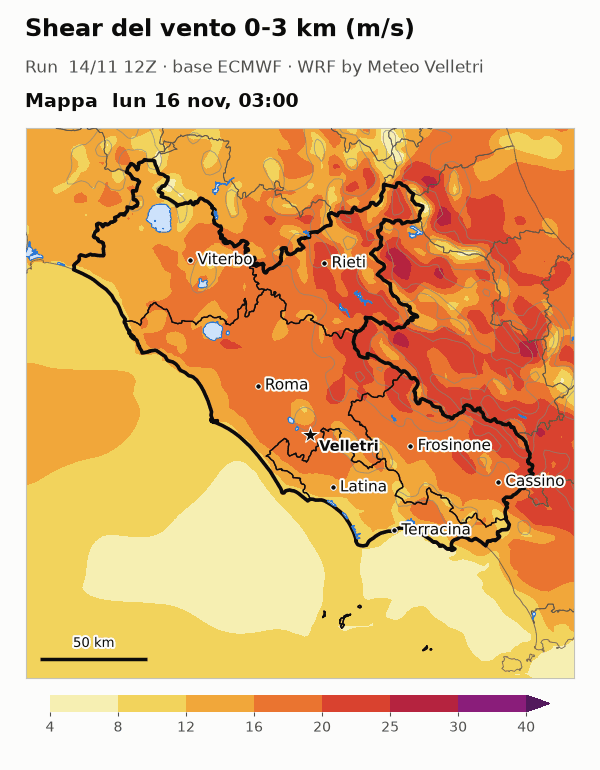 Shear del vento 0-3 km (m/s)
Run  14/11 12Z · base ECMWF · WRF by Meteo Velletri
Mappa  lun 16 nov, 03:00
Viterbo
Rieti
Roma
Velletri
Frosinone
Latina
Cassino
Terracina
50 km
4 8 12 16 20 25 30 40